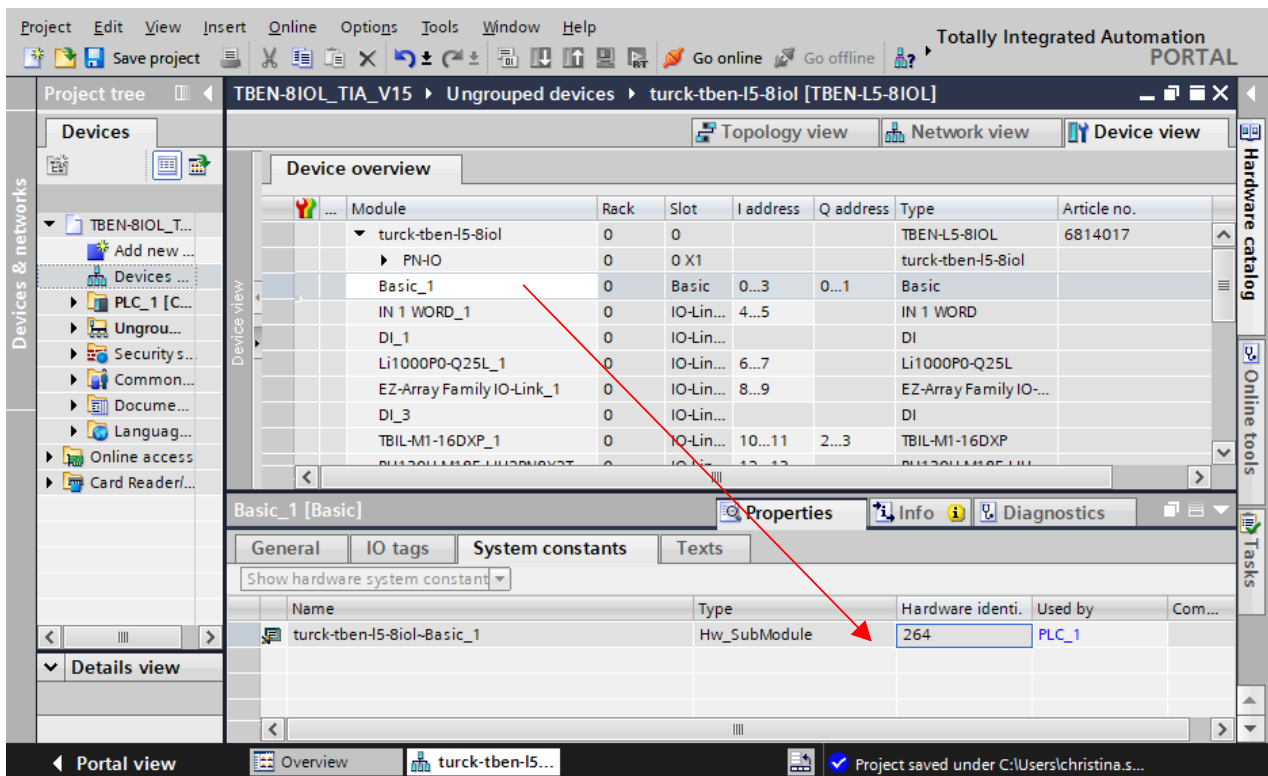 Project Edit View Insert Online Options Tools Window Help
Totally Integrated Automation
PORTAL
Save project Go online Go offline
Project tree
TBEN-8IOL_TIA_V15 Ungrouped devices turck-tben-l5-8iol [TBEN-L5-8IOL]
Devices
Topology view Network view Device view
Device overview
... Module Rack Slot I address Q address Type Article no.
turck-tben-l5-8iol 0 0 TBEN-L5-8IOL 6814017
PN-IO 0 0 X1 turck-tben-l5-8iol
Basic_1 0 Basic 0...3 0...1 Basic
IN 1 WORD_1 0 IO-Lin... 4...5 IN 1 WORD
DI_1 0 IO-Lin... DI
Li1000P0-Q25L_1 0 IO-Lin... 6...7 Li1000P0-Q25L
EZ-Array Family IO-Link_1 0 IO-Lin... 8...9 EZ-Array Family IO-...
DI_3 0 IO-Lin... DI
TBIL-M1-16DXP_1 0 IO-Lin... 10...11 2...3 TBIL-M1-16DXP
TBEN-8IOL_T...
Add new ...
Devices ...
PLC_1 [C...
Ungrou...
Security s...
Common...
Docume...
Languag...
Online access
Card Reader/...
Details view
Devices & networks
Device view
Basic_1 [Basic] Properties Info Diagnostics
General IO tags System constants Texts
Show hardware system constant
Name Type Hardware identi. Used by Com...
turck-tben-l5-8iol~Basic_1 Hw_SubModule 264 PLC_1
Hardware catalog
Online tools
Tasks
Portal view Overview turck-tben-l5... Project saved under C:\Users\christina.s...